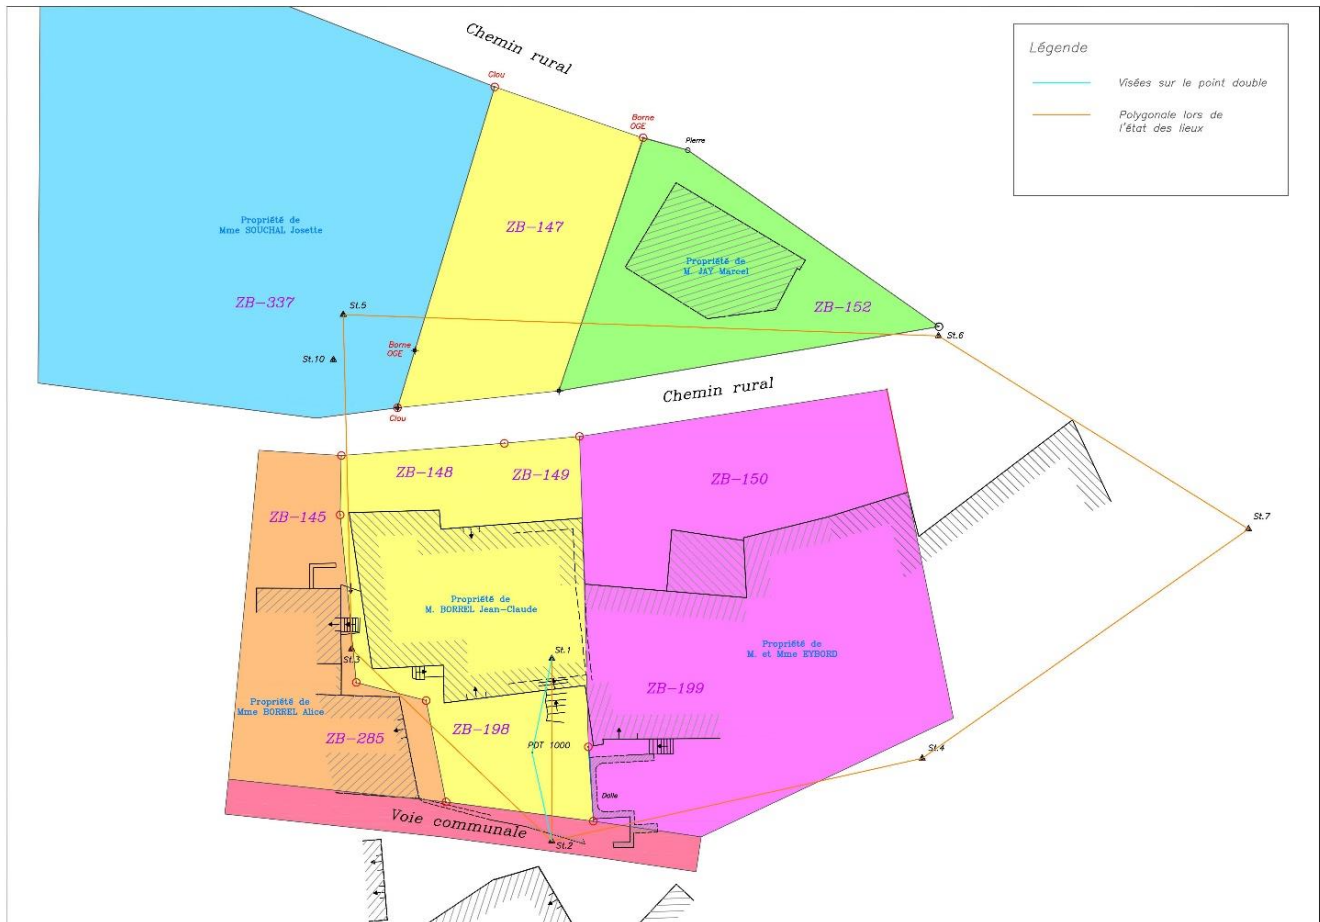 Chemin rural
Légende
Visées sur le point double
Polygonale lors de
l'état des lieux
Clou
Borne
OGE
Pierre
Propriété de
Mme SOUCHAL Josette
ZB-147
Propriété de
M. JAY Marcel
ZB-337
St.5
ZB-152
St.6
Borne
OGE
St.10
Clou
Chemin rural
ZB-148
ZB-149
ZB-150
ZB-145
St.7
Propriété de
M. BORREL Jean-Claude
Propriété de
M. et Mme EYBORD
St.3
St.1
ZB-199
Propriété de
Mme BORREL Alice
ZB-198
ZB-285
PDT 1000
St.4
Dalle
Voie communale
St.2